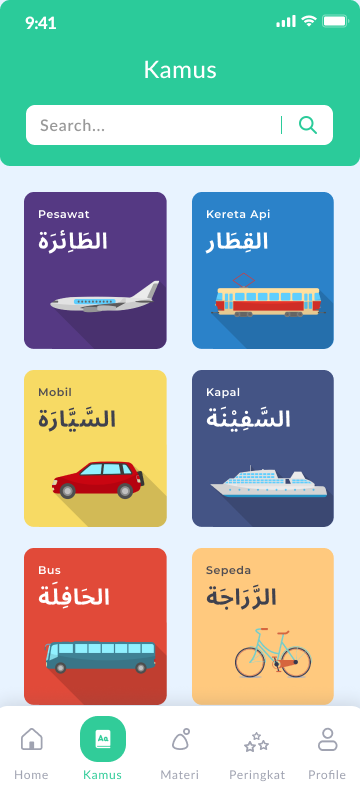 9:41
Kamus
Search...
Pesawat
الطَائِرَة
Kereta Api
القِطَار
Mobil
السَّيَّارَة
Kapal
السَّفِيْنَة
Bus
الحَافِلَة
Sepeda
الدَّرَاجَة
Aa
Home
Kamus
Materi
Peringkat
Profile